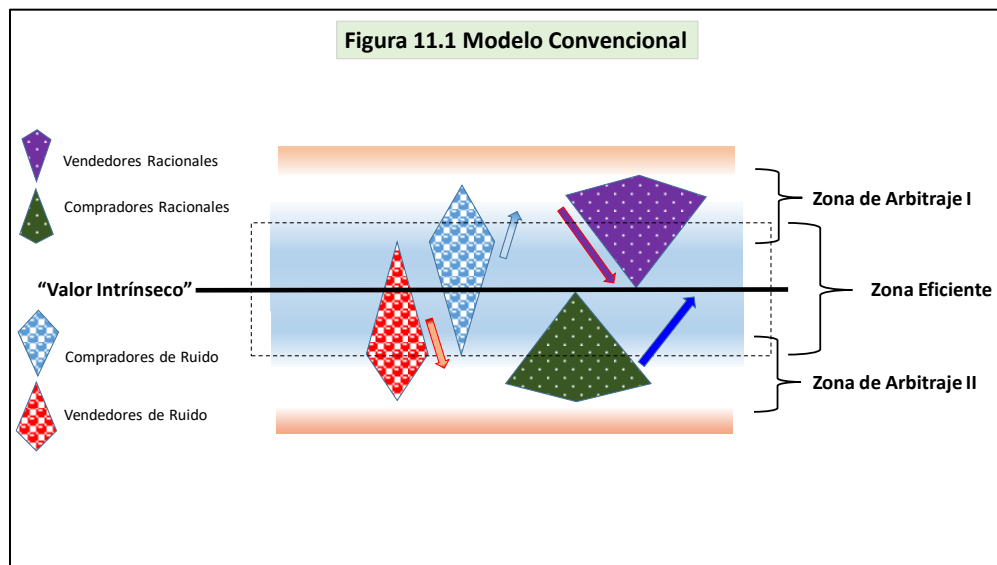 Figura 11.1 Modelo Convencional
Vendedores Racionales
Compradores Racionales
Zona de Arbitraje I
“Valor Intrínseco”
Zona Eficiente
Compradores de Ruido
Zona de Arbitraje II
Vendedores de Ruido